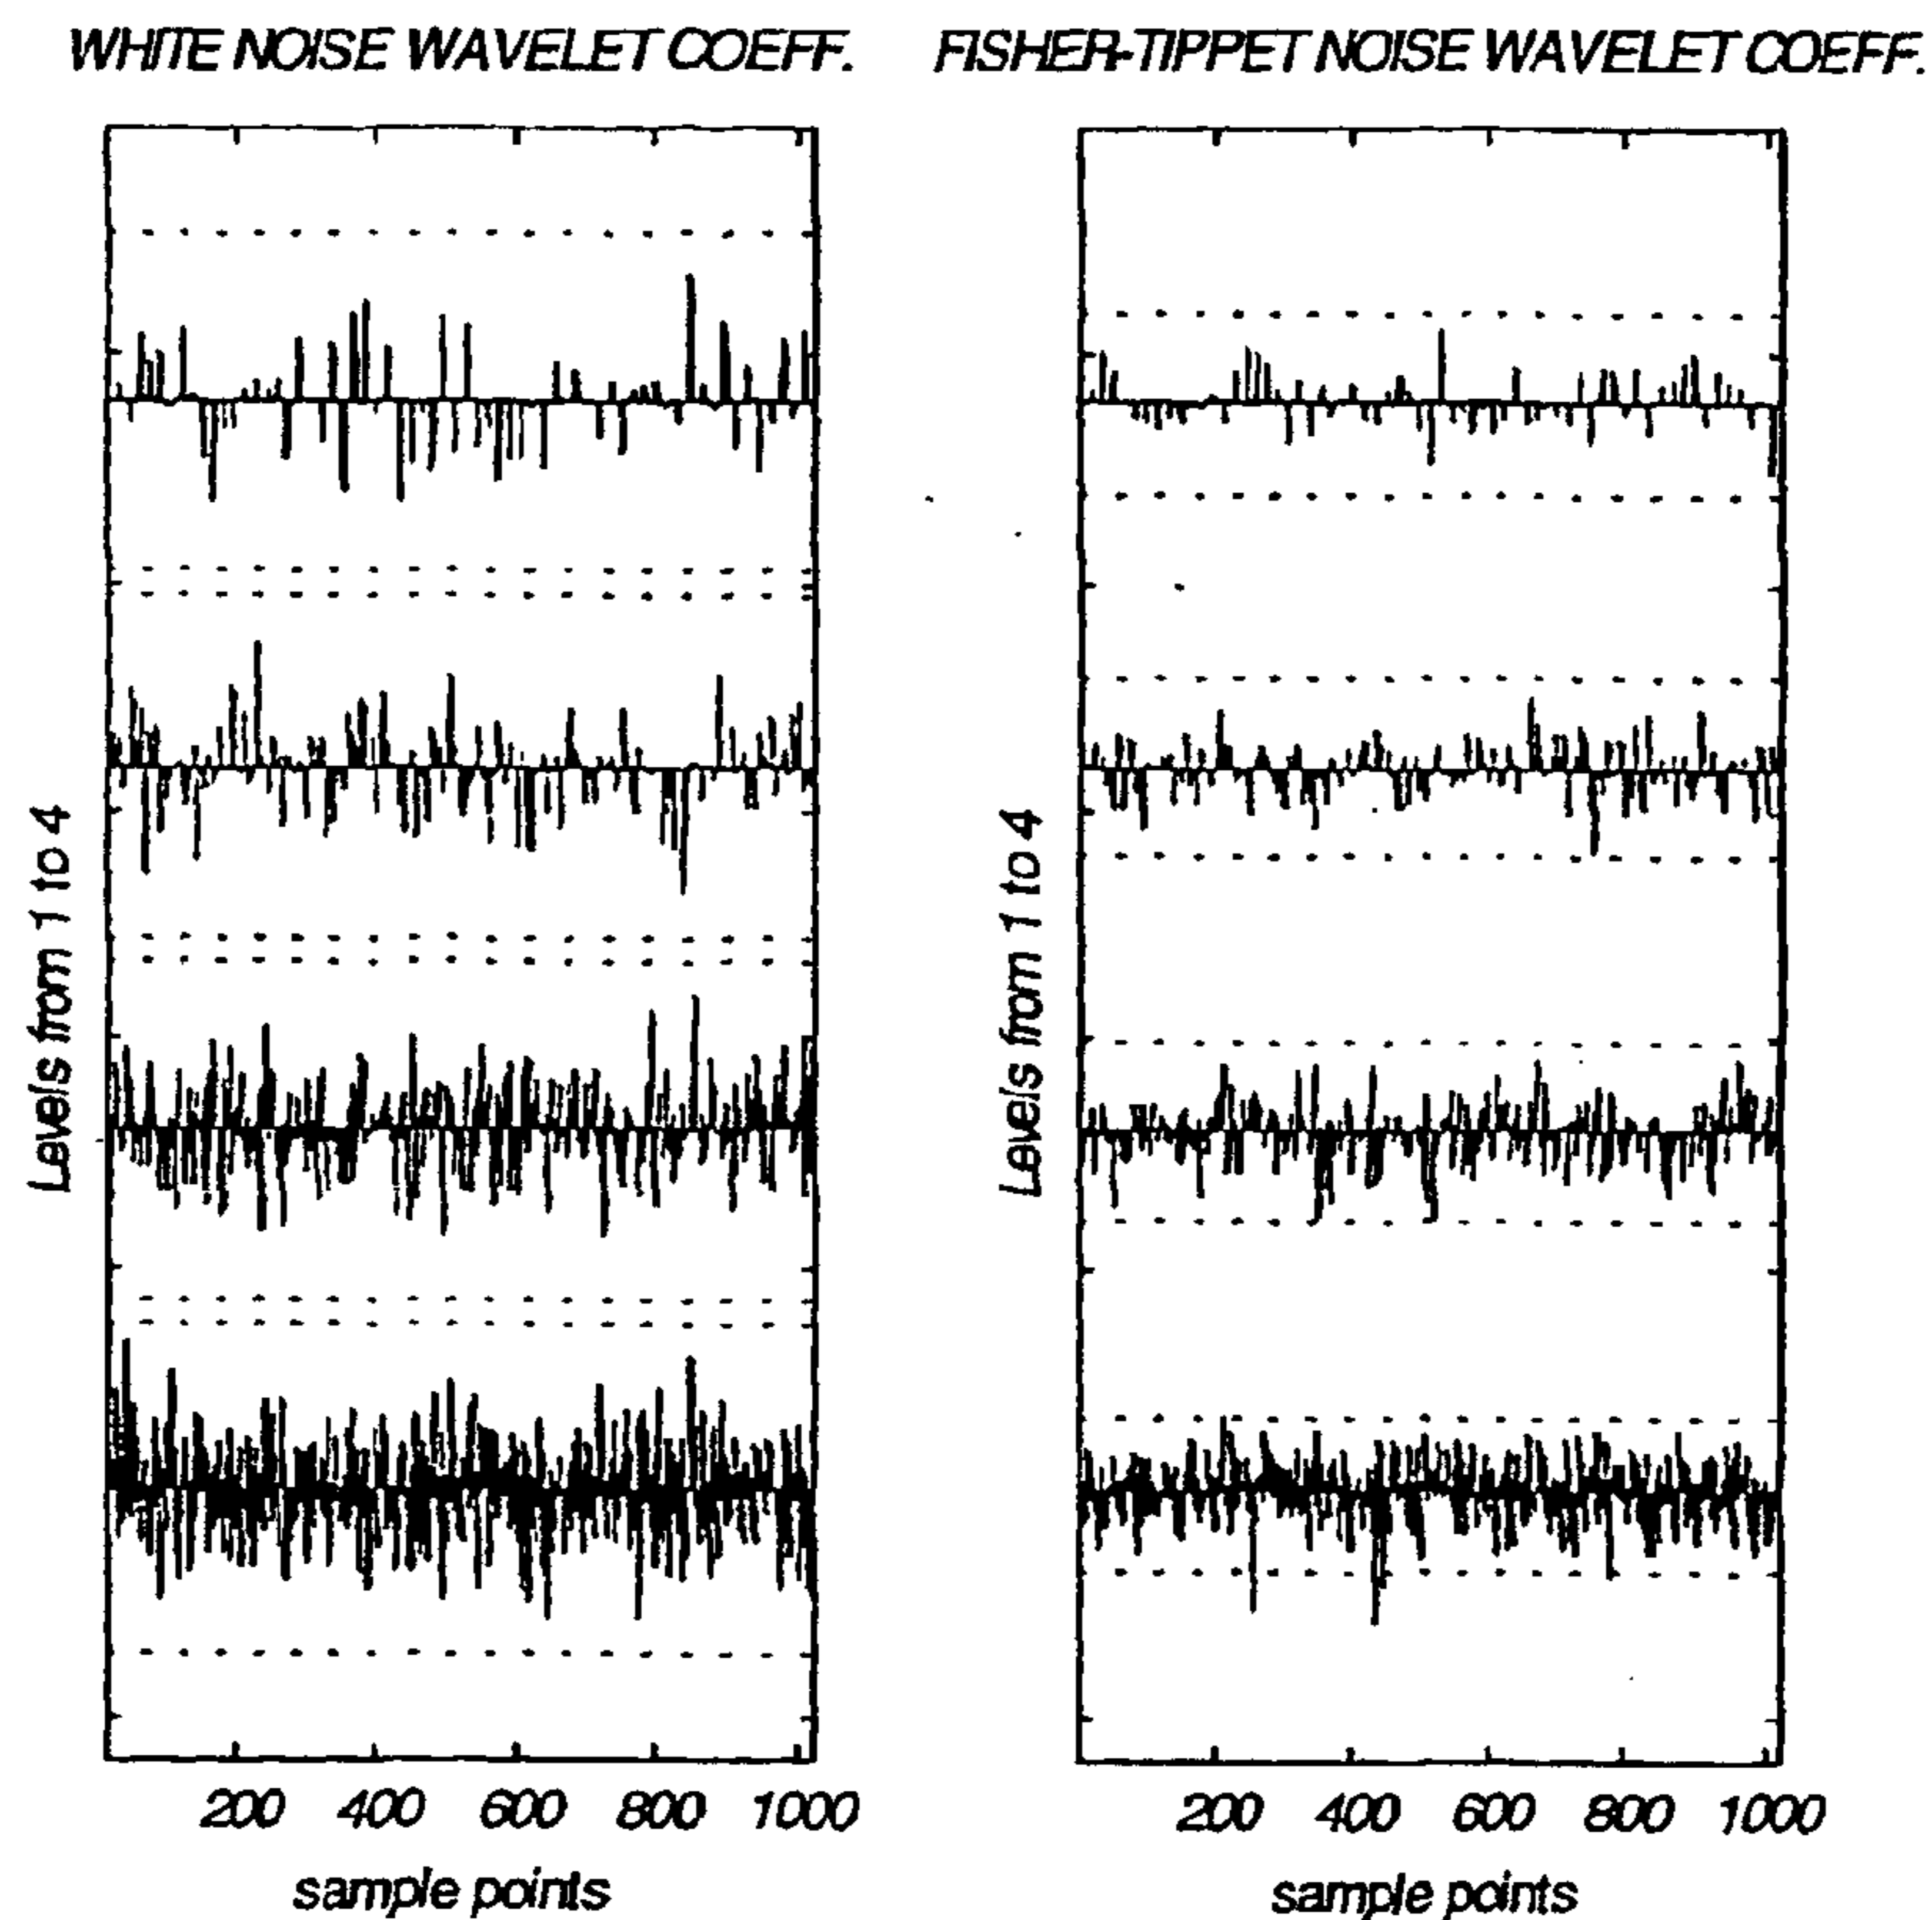 WHITE NOISE WAVELET COEFF.
FISHER-TIPPET NOISE WAVELET COEFF.
Levels from 1 to 4
200 400 600 800 1000
sample points
Levels from 1 to 4
200 400 600 800 1000
sample points